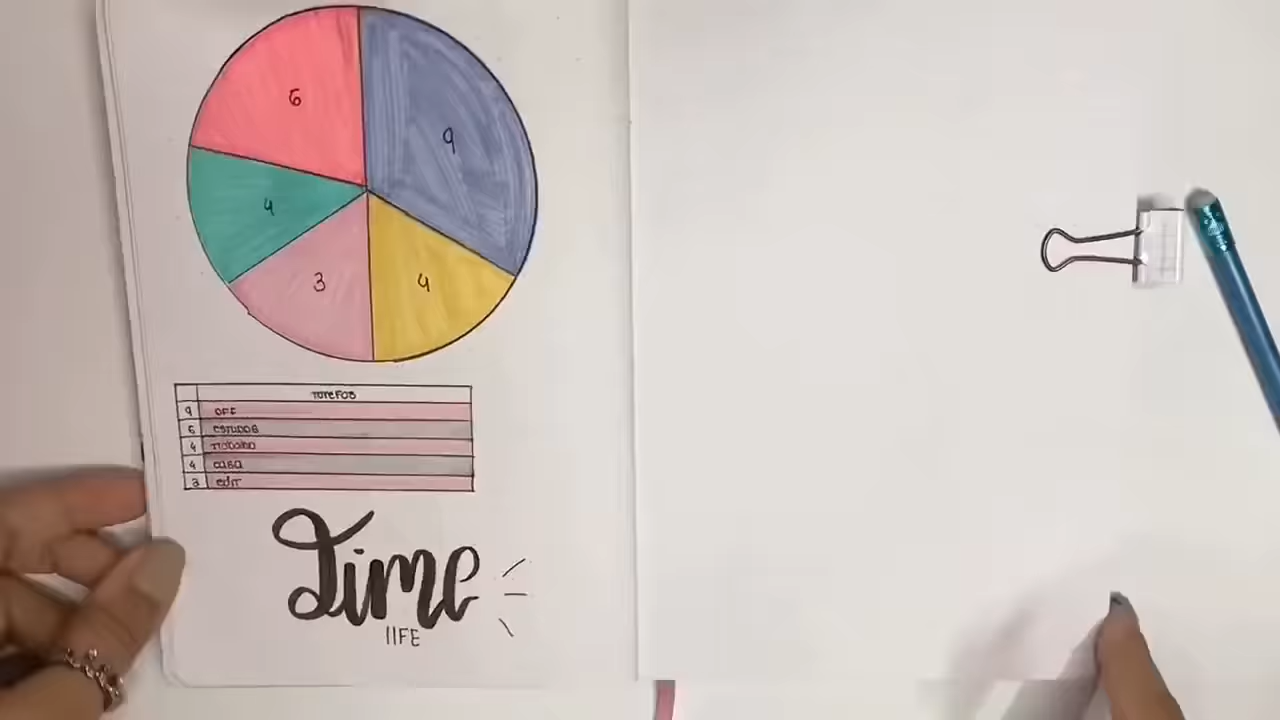 6
9
4
3
4
TareFas
9 OFF
6 estudos
4 Trabalho
4 casa
3 edit
Time
lIFE